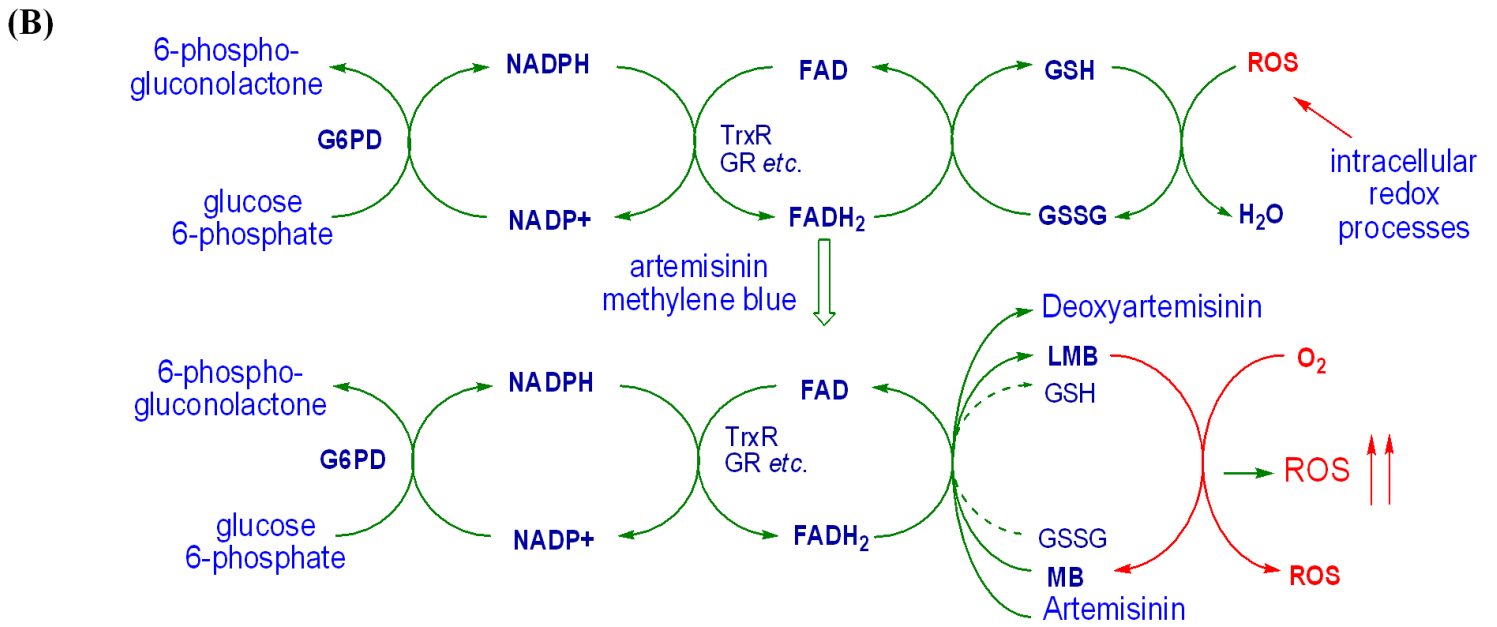 (B)
6-phospho-
gluconolactone
NADPH
FAD
GSH
ROS
G6PD
TrxR
GR etc.
intracellular
redox
processes
glucose
6-phosphate
NADP+
FADH₂
GSSG
H₂O
artemisinin
methylene blue
Deoxyartemisinin
6-phospho-
gluconolactone
NADPH
FAD
LMB
O₂
GSH
G6PD
TrxR
GR etc.
ROS
glucose
6-phosphate
NADP+
FADH₂
GSSG
MB
ROS
Artemisinin